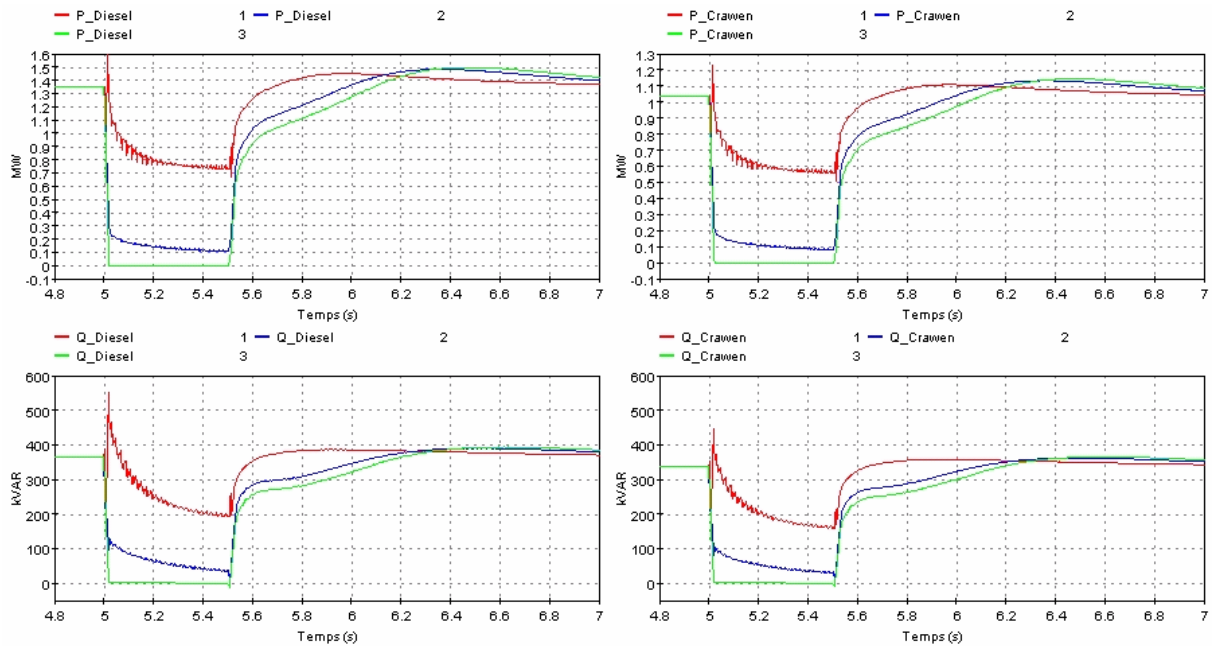 P_Diesel 1 P_Diesel 2
P_Diesel 3
1.6
1.5
1.4
1.3
1.2
1.1
1
0.9
0.8
0.7
0.6
0.5
0.4
0.3
0.2
0.1
0
-0.1
MW
4.8 5 5.2 5.4 5.6 5.8 6 6.2 6.4 6.6 6.8 7
Temps (s)
P_Crawen 1 P_Crawen 2
P_Crawen 3
1.3
1.2
1.1
1
0.9
0.8
0.7
0.6
0.5
0.4
0.3
0.2
0.1
0
-0.1
MW
4.8 5 5.2 5.4 5.6 5.8 6 6.2 6.4 6.6 6.8 7
Temps (s)
Q_Diesel 1 Q_Diesel 2
Q_Diesel 3
600
500
400
300
200
100
0
kVAR
4.8 5 5.2 5.4 5.6 5.8 6 6.2 6.4 6.6 6.8 7
Temps (s)
Q_Crawen 1 Q_Crawen 2
Q_Crawen 3
600
500
400
300
200
100
0
kVAR
4.8 5 5.2 5.4 5.6 5.8 6 6.2 6.4 6.6 6.8 7
Temps (s)